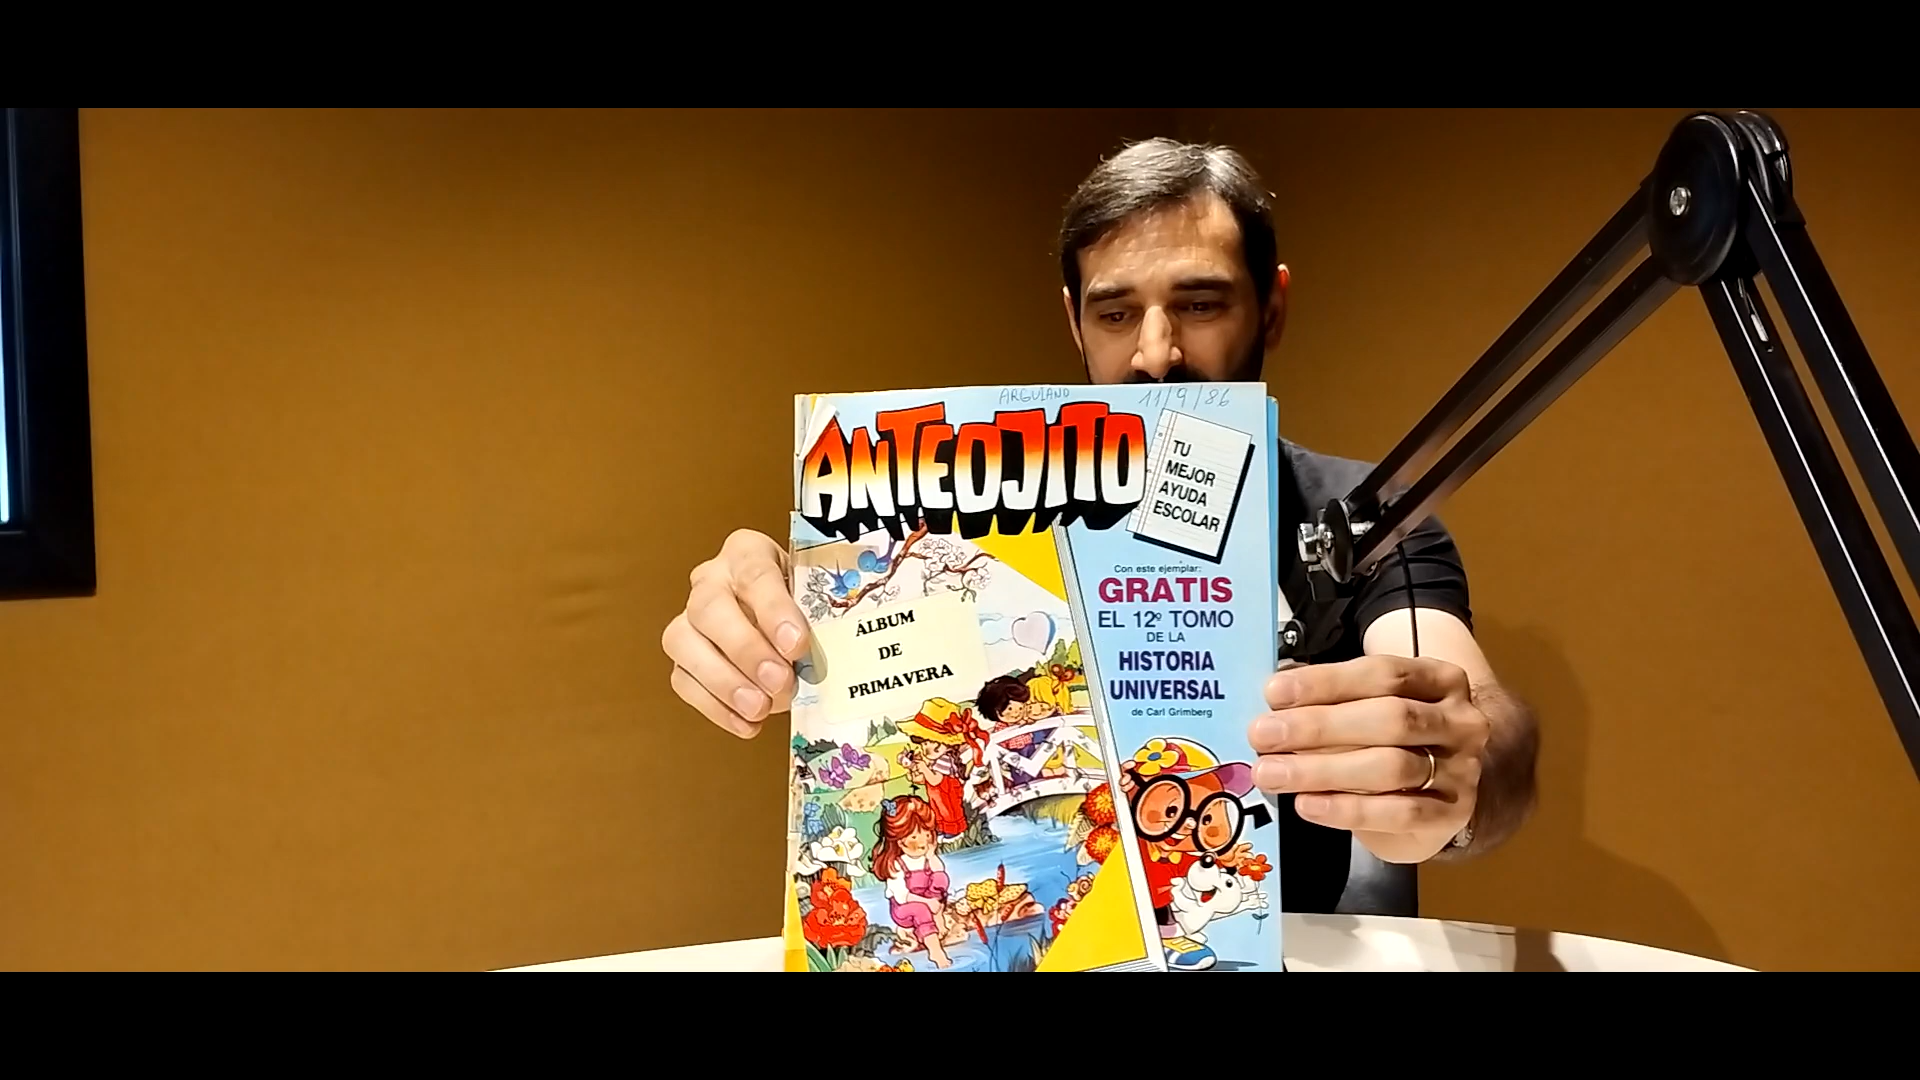 ARGUIANO 11/9/86
ANTEOJITO
TU
MEJOR
AYUDA
ESCOLAR
Con este ejemplar:
GRATIS
EL 12º TOMO
DE LA
HISTORIA
UNIVERSAL
de Carl Grimberg
ÁLBUM
DE
PRIMAVERA